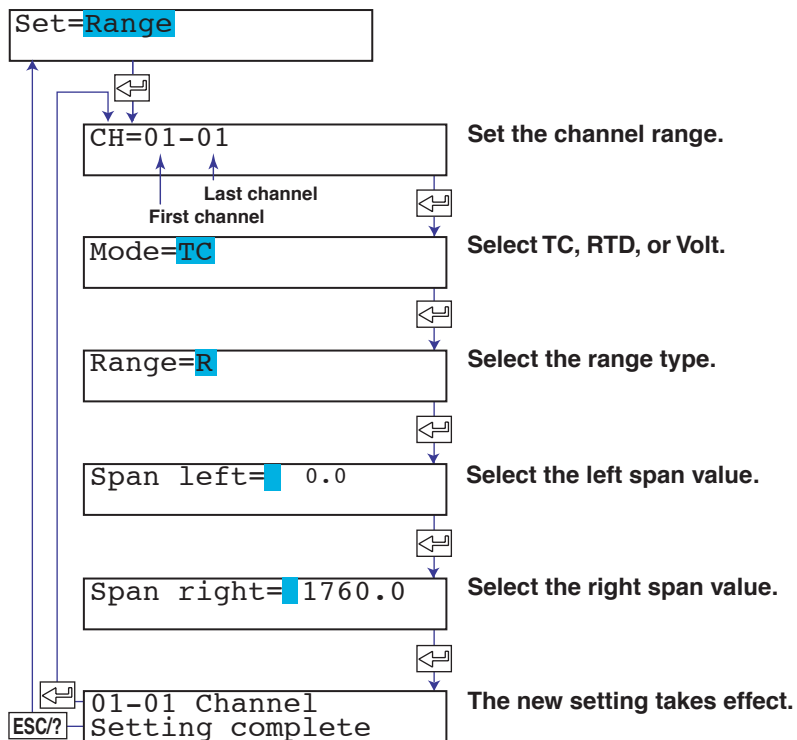 Set=Range
CH=01-01
Set the channel range.
Last channel
First channel
Mode=TC
Select TC, RTD, or Volt.
Range=R
Select the range type.
Span left= 0.0
Select the left span value.
Span right= 1760.0
Select the right span value.
01-01 Channel
The new setting takes effect.
ESC/?
Setting complete